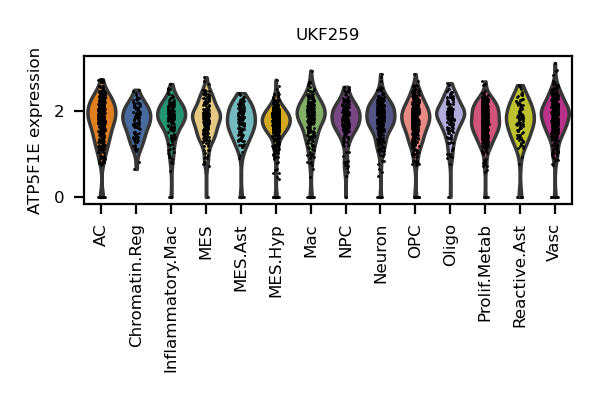 UKF259
ATP5F1E expression
2
0
AC
Chromatin.Reg
Inflammatory.Mac
MES
MES.Ast
MES.Hyp
Mac
NPC
Neuron
OPC
Oligo
Prolif.Metab
Reactive.Ast
Vasc